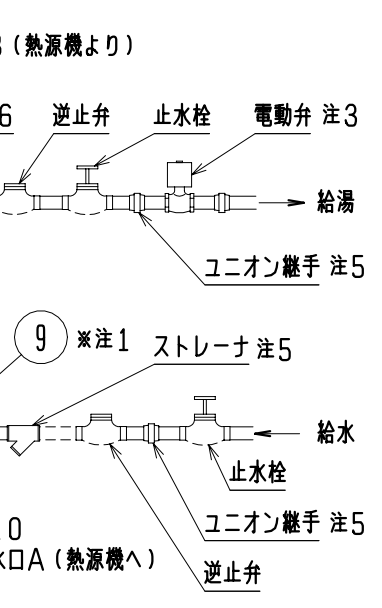 (熱源機より)
6 逆止弁 止水栓 電動弁 注3
給湯
ユニオン継手 注5
9 ※注1 ストレーナ 注5
給水
止水栓
ユニオン継手 注5
0
水口A (熱源機へ)
逆止弁